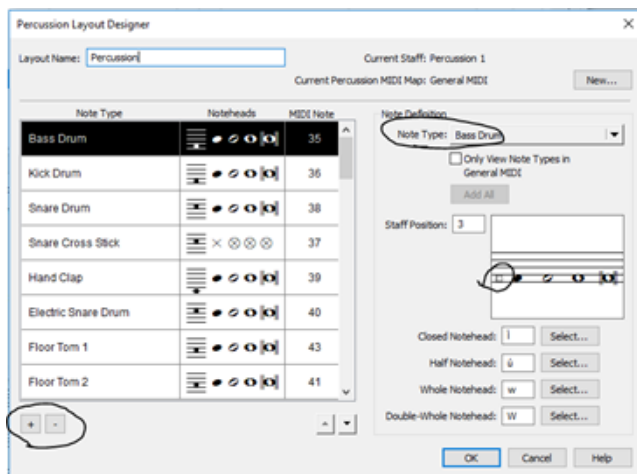 Percussion Layout Designer
Layout Name: Percussion
Current Staff: Percussion 1
Current Percussion MIDI Map: General MIDI
New...
Note Type Noteheads MIDI Note
Bass Drum 35
Kick Drum 36
Snare Drum 38
Snare Cross Stick 37
Hand Clap 39
Electric Snare Drum 40
Floor Tom 1 43
Floor Tom 2 41
+ -
Note Definition
Note Type: Bass Drum
Only View Note Types in
General MIDI
Add All
Staff Position: 3
Closed Notehead: Select...
Half Notehead: ú Select...
Whole Notehead: w Select...
Double-Whole Notehead: W Select...
OK Cancel Help